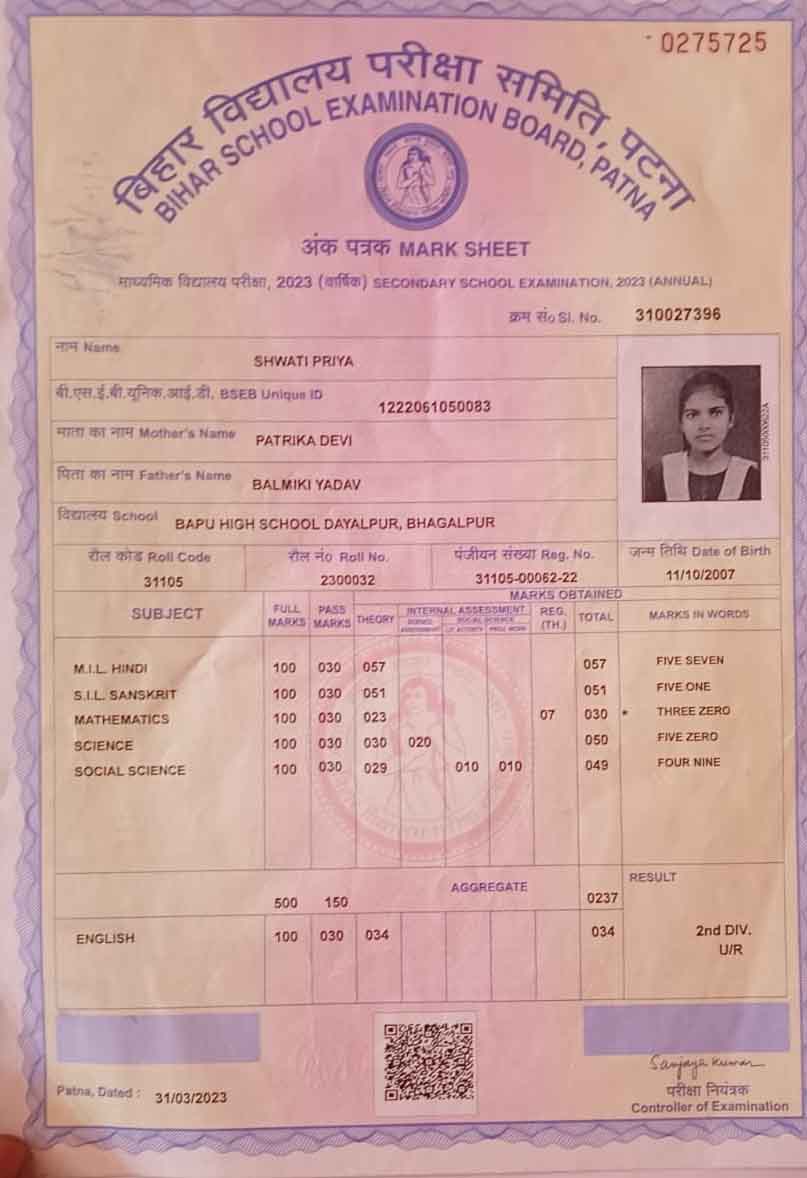 0275725
बिहार विद्यालय परीक्षा समिति, पटना
BIHAR SCHOOL EXAMINATION BOARD, PATNA
अंक पत्रक MARK SHEET
माध्यमिक विद्यालय परीक्षा, 2023 (वार्षिक) SECONDARY SCHOOL EXAMINATION, 2023 (ANNUAL)
क्रम सं० Sl. No. 310027396
नाम Name SHWATI PRIYA
बी.एस.ई.बी.यूनिक.आई.डी. BSEB Unique ID 1222061050083
माता का नाम Mother's Name PATRIKA DEVI
पिता का नाम Father's Name BALMIKI YADAV
विद्यालय School BAPU HIGH SCHOOL DAYALPUR, BHAGALPUR
रौल कोड Roll Code रौल नं० Roll No. पंजीयन संख्या Reg. No. जन्म तिथि Date of Birth
31105 2300032 31105-00062-22 11/10/2007
MARKS OBTAINED
SUBJECT FULL MARKS PASS MARKS THEORY INTERNAL ASSESSMENT REG. (TH.) TOTAL MARKS IN WORDS
M.I.L. HINDI 100 030 057 057 FIVE SEVEN
S.I.L. SANSKRIT 100 030 051 051 FIVE ONE
MATHEMATICS 100 030 023 07 030 * THREE ZERO
SCIENCE 100 030 030 020 050 FIVE ZERO
SOCIAL SCIENCE 100 030 029 010 010 049 FOUR NINE
500 150 AGGREGATE 0237 RESULT
ENGLISH 100 030 034 034 2nd DIV.
U/R
Sanjaya Kumar
Patna, Dated : 31/03/2023
परीक्षा नियंत्रक
Controller of Examination